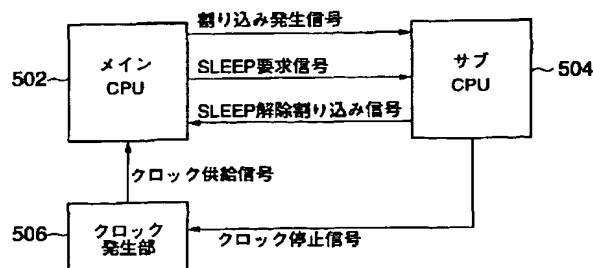 割り込み発生信号
502
メイン
CPU
SLEEP要求信号
サブ
CPU
504
SLEEP解除割り込み信号
クロック供給信号
506
クロック
発生部
クロック停止信号